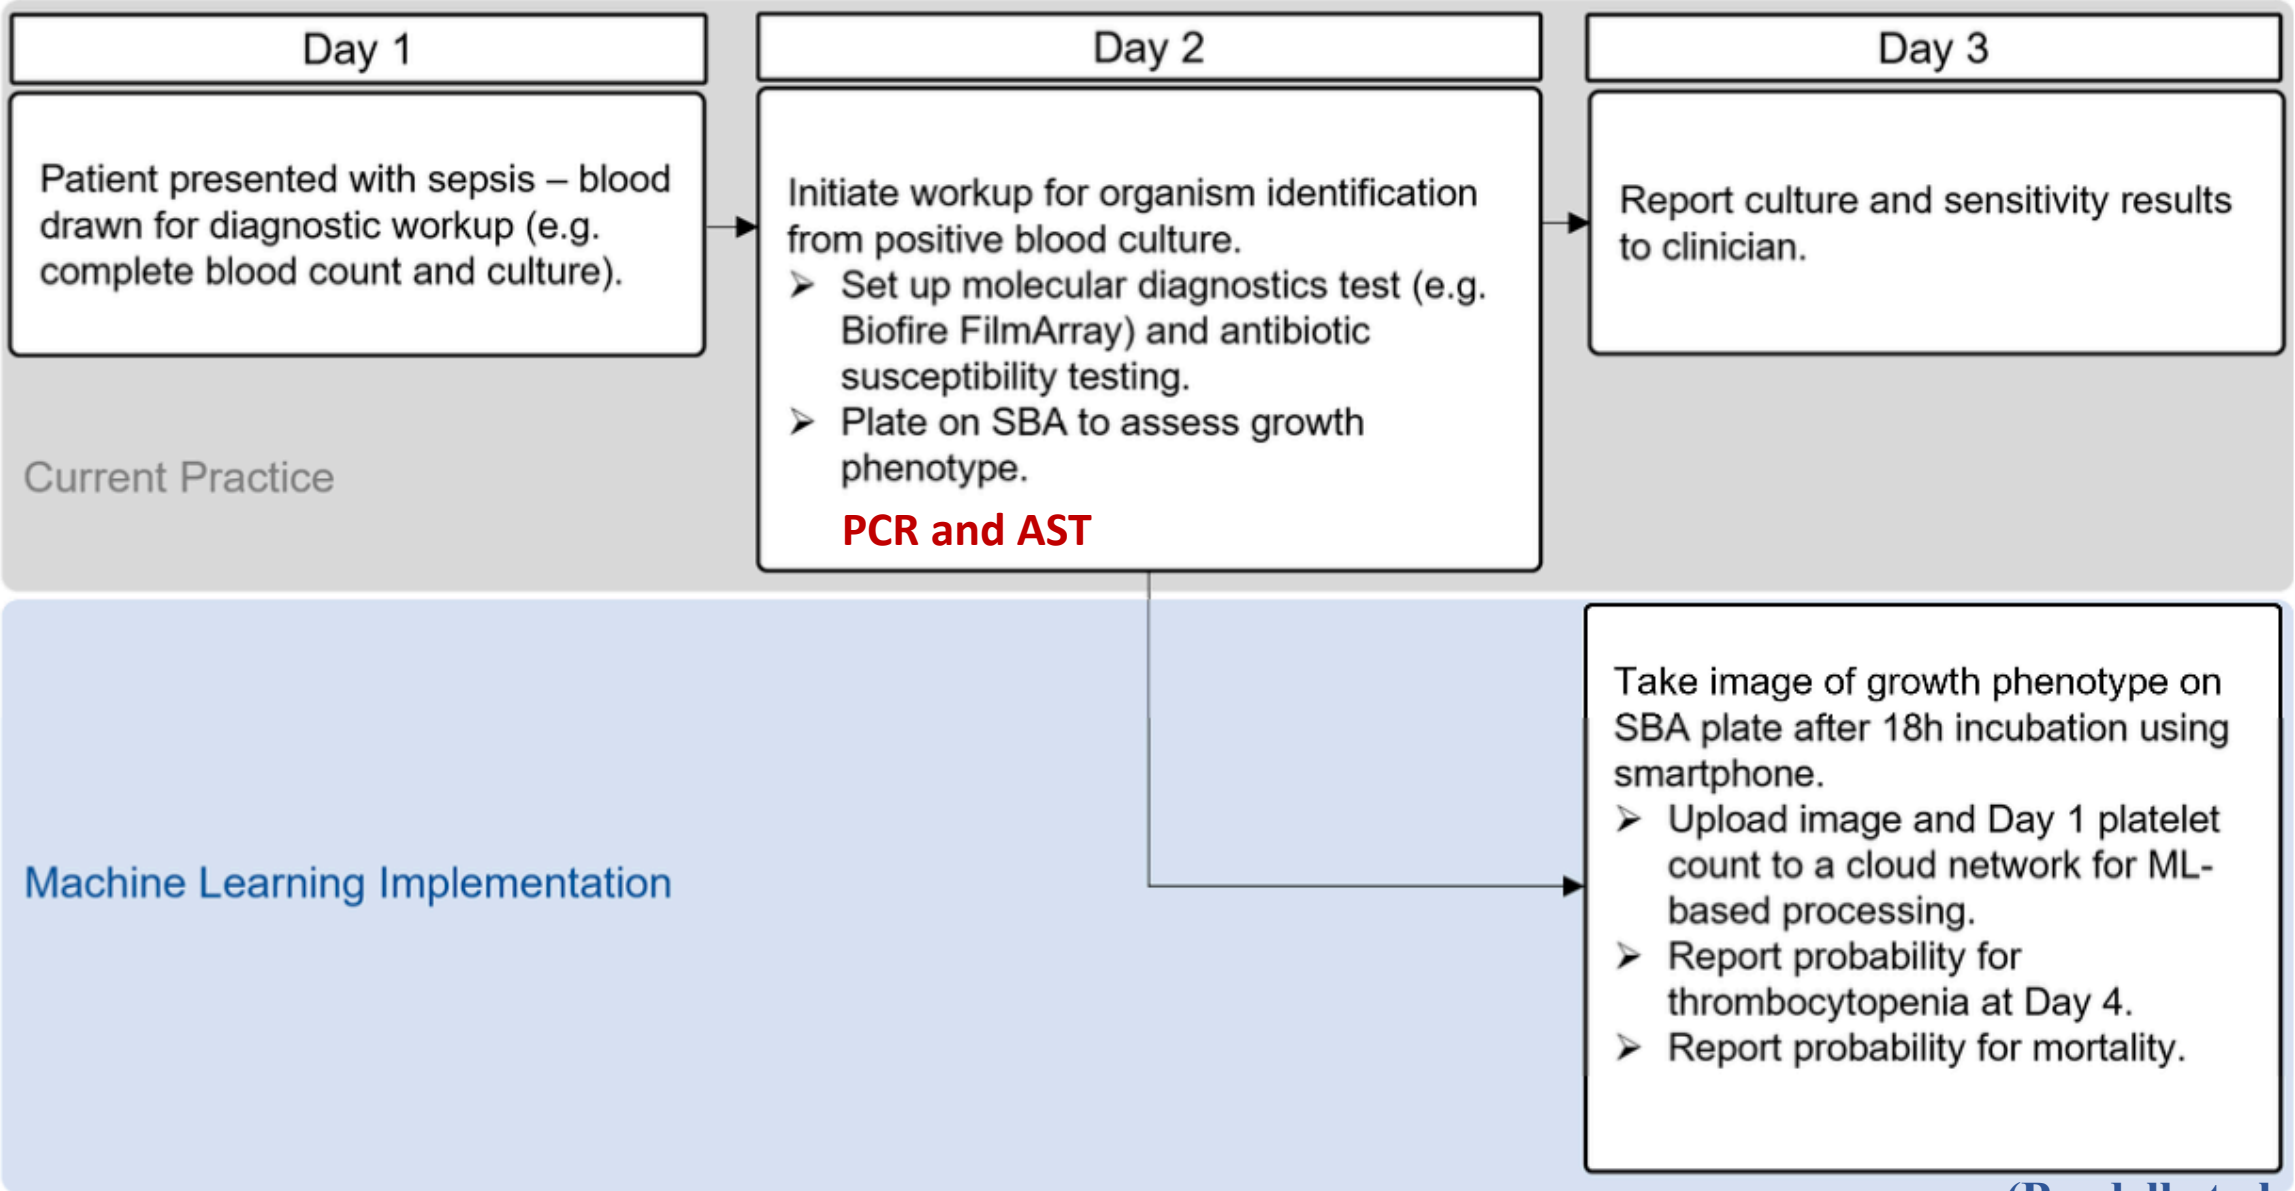 Day 1
Patient presented with sepsis – blood
drawn for diagnostic workup (e.g.
complete blood count and culture).
Day 2
Initiate workup for organism identification
from positive blood culture.
➢ Set up molecular diagnostics test (e.g.
Biofire FilmArray) and antibiotic
susceptibility testing.
➢ Plate on SBA to assess growth
phenotype.
PCR and AST
Day 3
Report culture and sensitivity results
to clinician.
Current Practice
Machine Learning Implementation
Take image of growth phenotype on
SBA plate after 18h incubation using
smartphone.
➢ Upload image and Day 1 platelet
count to a cloud network for ML-
based processing.
➢ Report probability for
thrombocytopenia at Day 4.
➢ Report probability for mortality.